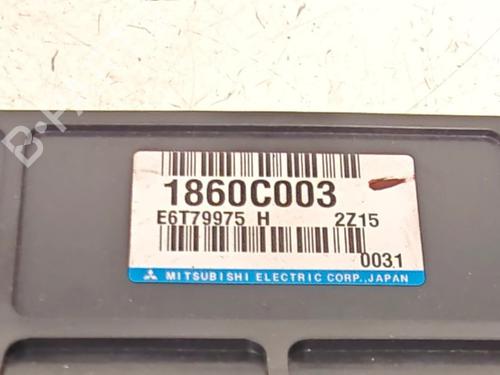 1860C003
E6T79975 H 2Z15
0031
MITSUBISHI ELECTRIC CORP., JAPAN